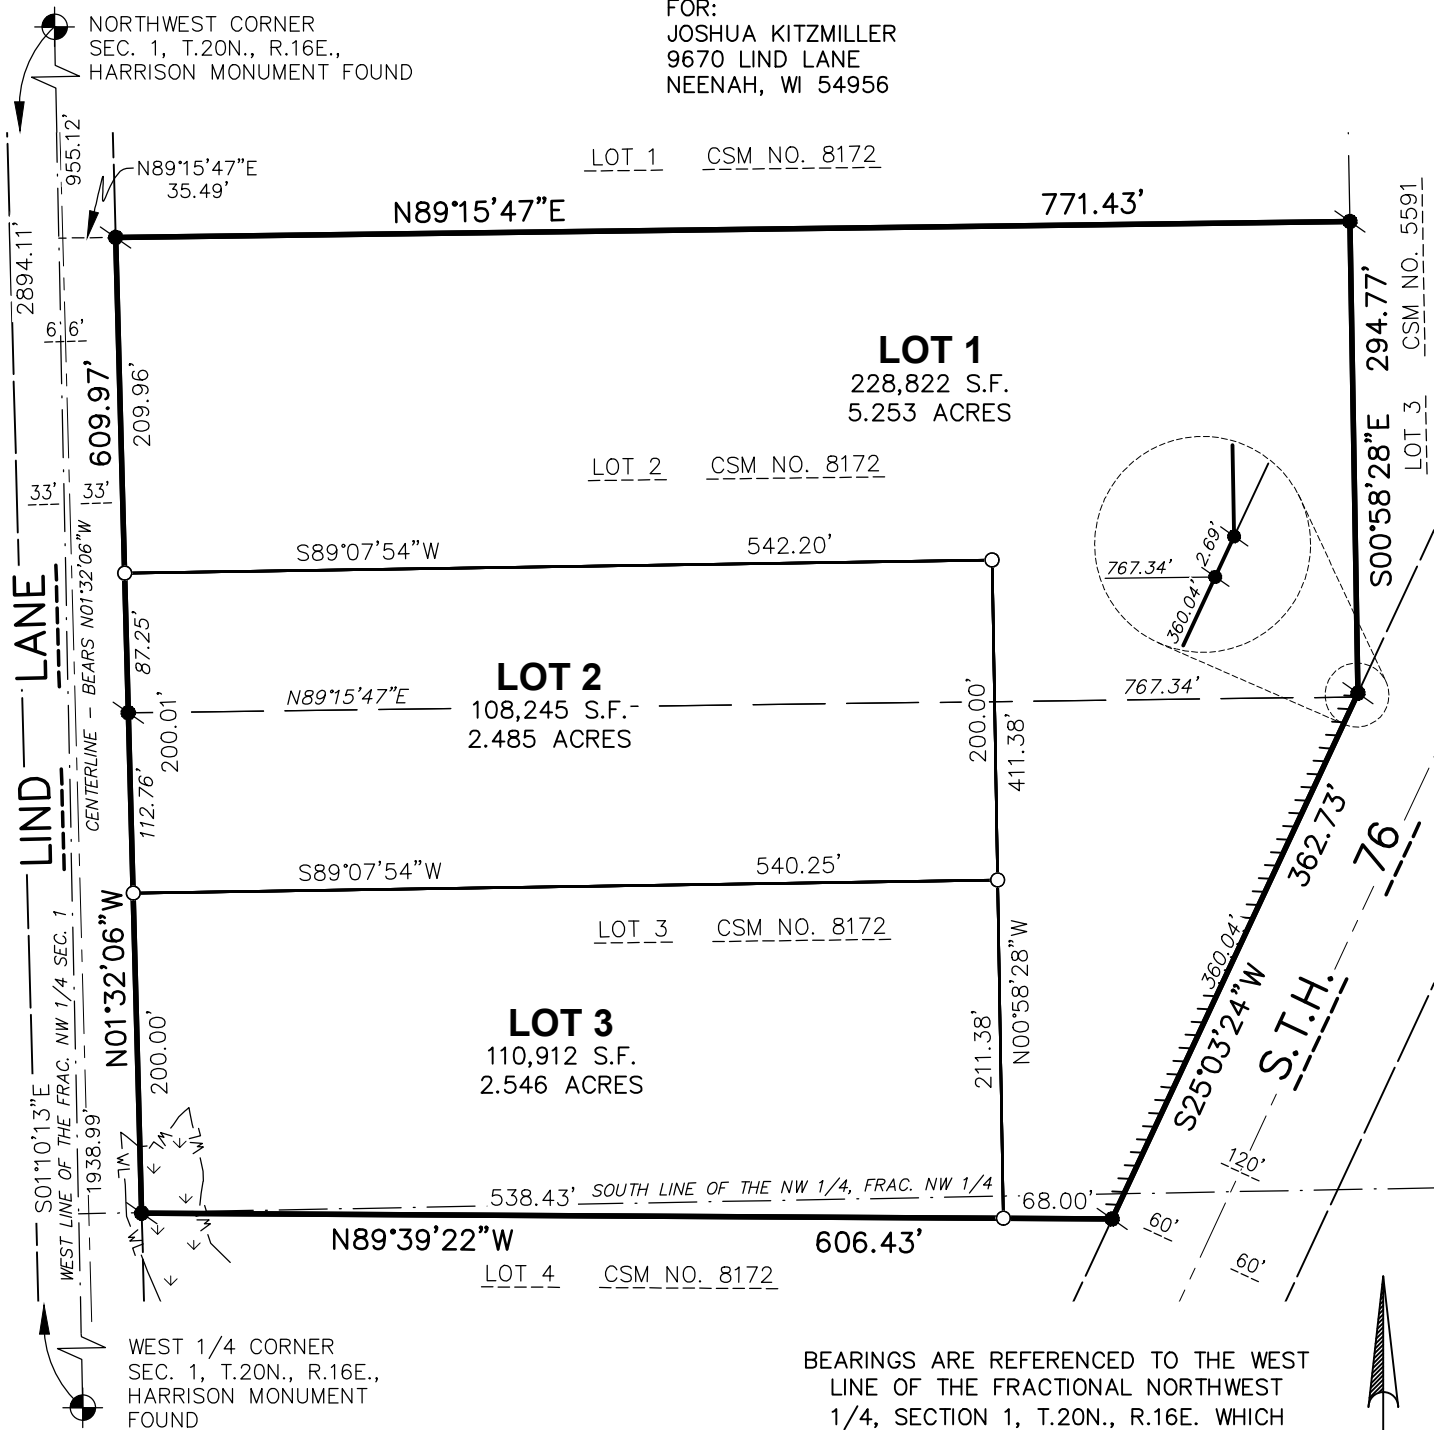 FOR:
JOSHUA KITZMILLER
9670 LIND LANE
NEENAH, WI 54956
NORTHWEST CORNER
SEC. 1, T.20N., R.16E.,
HARRISON MONUMENT FOUND
955.12'
2894.11'
N89°15'47"E
35.49'
LOT 1 CSM NO. 8172
N89°15'47"E 771.43'
66'
33' 33'
609.97'
209.96'
LOT 1
228,822 S.F.
5.253 ACRES
LOT 2 CSM NO. 8172
S00°58'28"E 294.77'
LOT 3 CSM NO. 5591
2.69'
767.34'
360.04'
S89°07'54"W 542.20'
LIND LANE
CENTERLINE - BEARS N01°32'06"W
87.25'
200.01'
112.76'
LOT 2
108,245 S.F.
2.485 ACRES
N89°15'47"E 767.34'
200.00'
411.38'
S89°07'54"W 540.25'
LOT 3 CSM NO. 8172
N01°32'06"W
200.00'
LOT 3
110,912 S.F.
2.546 ACRES
211.38'
N00°58'28"W
362.73'
360.04'
S25°03'24"W
S.T.H. 76
120'
60'
60'
S01°10'13"E
WEST LINE OF THE FRAC. NW 1/4 SEC. 1
1938.99'
WL
WL
WL
WL
538.43' SOUTH LINE OF THE NW 1/4, FRAC. NW 1/4 68.00'
N89°39'22"W 606.43'
LOT 4 CSM NO. 8172
WEST 1/4 CORNER
SEC. 1, T.20N., R.16E.,
HARRISON MONUMENT
FOUND
BEARINGS ARE REFERENCED TO THE WEST
LINE OF THE FRACTIONAL NORTHWEST
1/4, SECTION 1, T.20N., R.16E. WHICH